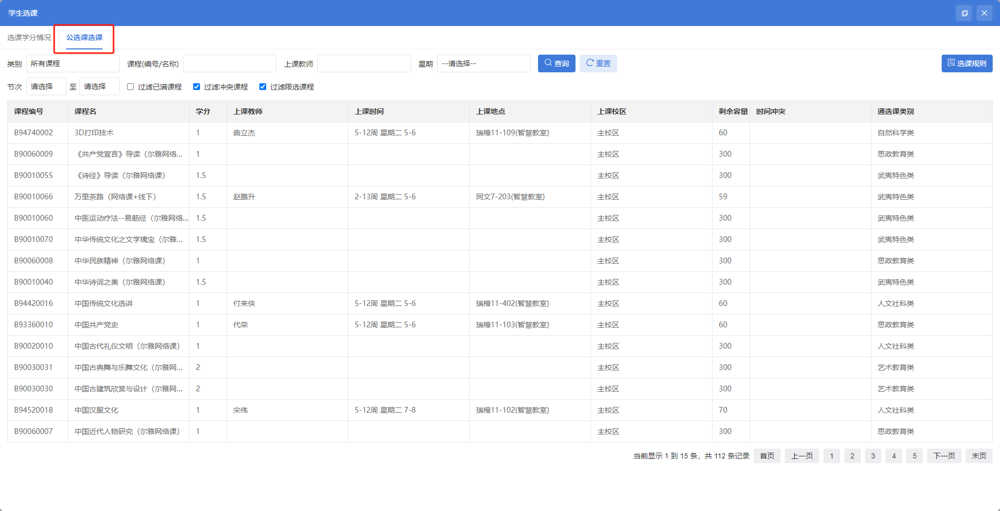 学生选课
选课学分情况 公选课选课
类别 所有课程 课程(编号/名称) 上课教师 星期 --请选择-- 查询 重置 选课规则
节次 请选择 至 请选择 过滤已满课程 过滤冲突课程 过滤限选课程
课程编号 课程名 学分 上课教师 上课时间 上课地点 上课校区 剩余容量 时间冲突 通选课类别
B94740002 3D打印技术 1 曲立杰 5-12周 星期二 5-6 瑞樟11-109(智慧教室) 主校区 60 自然科学类
B90060009 《共产党宣言》导读（尔雅网络... 1 主校区 300 思政教育类
B90010055 《诗经》导读（尔雅网络课） 1.5 主校区 300 武夷特色类
B90010066 万里茶路（网络课+线下） 1.5 赵鹏升 2-13周 星期二 5-6 同文7-203(智慧教室) 主校区 59 武夷特色类
B90010060 中医运动疗法--易筋经（尔雅网络... 1.5 主校区 300 武夷特色类
B90010070 中华传统文化之文学瑰宝（尔雅... 1.5 主校区 300 武夷特色类
B90060008 中华民族精神（尔雅网络课） 1 主校区 300 思政教育类
B90010040 中华诗词之美（尔雅网络课） 1.5 主校区 300 武夷特色类
B94420016 中国传统文化选讲 1 付来侠 5-12周 星期二 5-6 瑞樟11-402(智慧教室) 主校区 60 人文社科类
B93360010 中国共产党史 1 代荣 5-12周 星期二 5-6 瑞樟11-103(智慧教室) 主校区 60 思政教育类
B90020010 中国古代礼仪文明（尔雅网络课） 1 主校区 300 人文社科类
B90030031 中国古典舞与乐舞文化（尔雅网... 2 主校区 300 艺术教育类
B90030030 中国古建筑欣赏与设计（尔雅网... 2 主校区 300 艺术教育类
B94520018 中国汉服文化 1 宋伟 5-12周 星期二 7-8 瑞樟11-102(智慧教室) 主校区 70 人文社科类
B90060007 中国近代人物研究（尔雅网络课） 1 主校区 300 思政教育类
当前显示 1 到 15 条，共 112 条记录 首页 上一页 1 2 3 4 5 下一页 末页